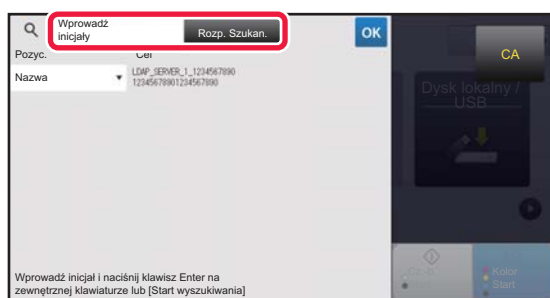 Wprowadź
inicjały
Rozp. Szukan.
OK
CA
Pozyc.
Cel
Nazwa
LDAP_SERVER_1_1234567890
12345678901234567890
Dysk lokalny /
USB
Kolor
Start
Wprowadź inicjał i naciśnij klawisz Enter na
zewnętrznej klawiaturze lub [Start wyszukiwania]